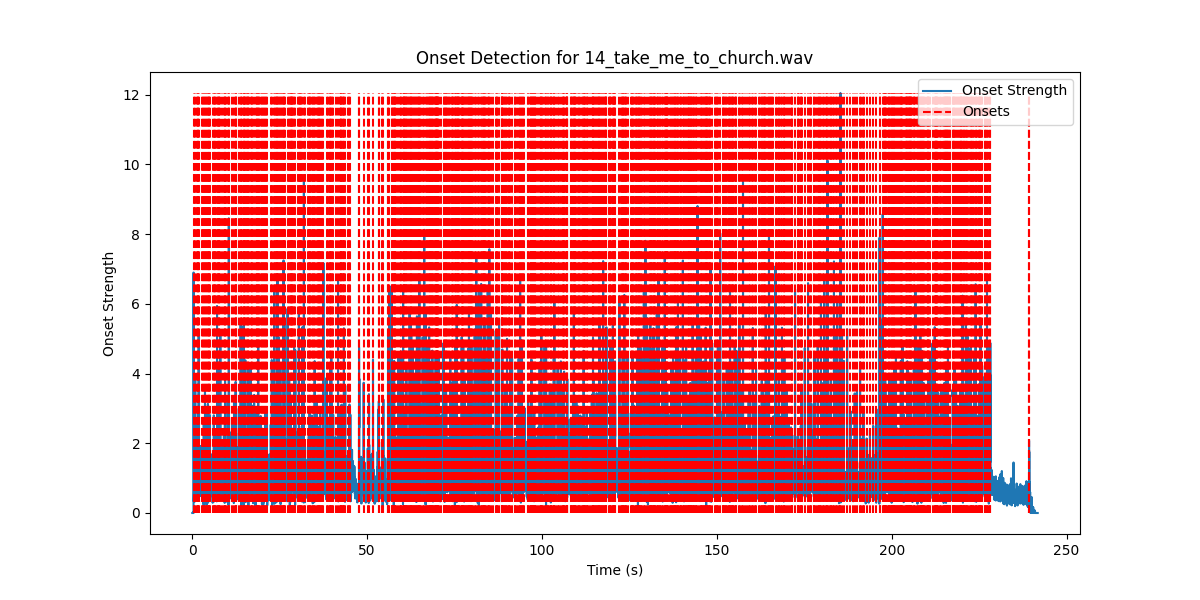 Onset Detection for 14_take_me_to_church.wav
Onset Strength
Onsets
12
10
8
6
4
2
0
Onset Strength
0
50
100
150
200
250
Time (s)